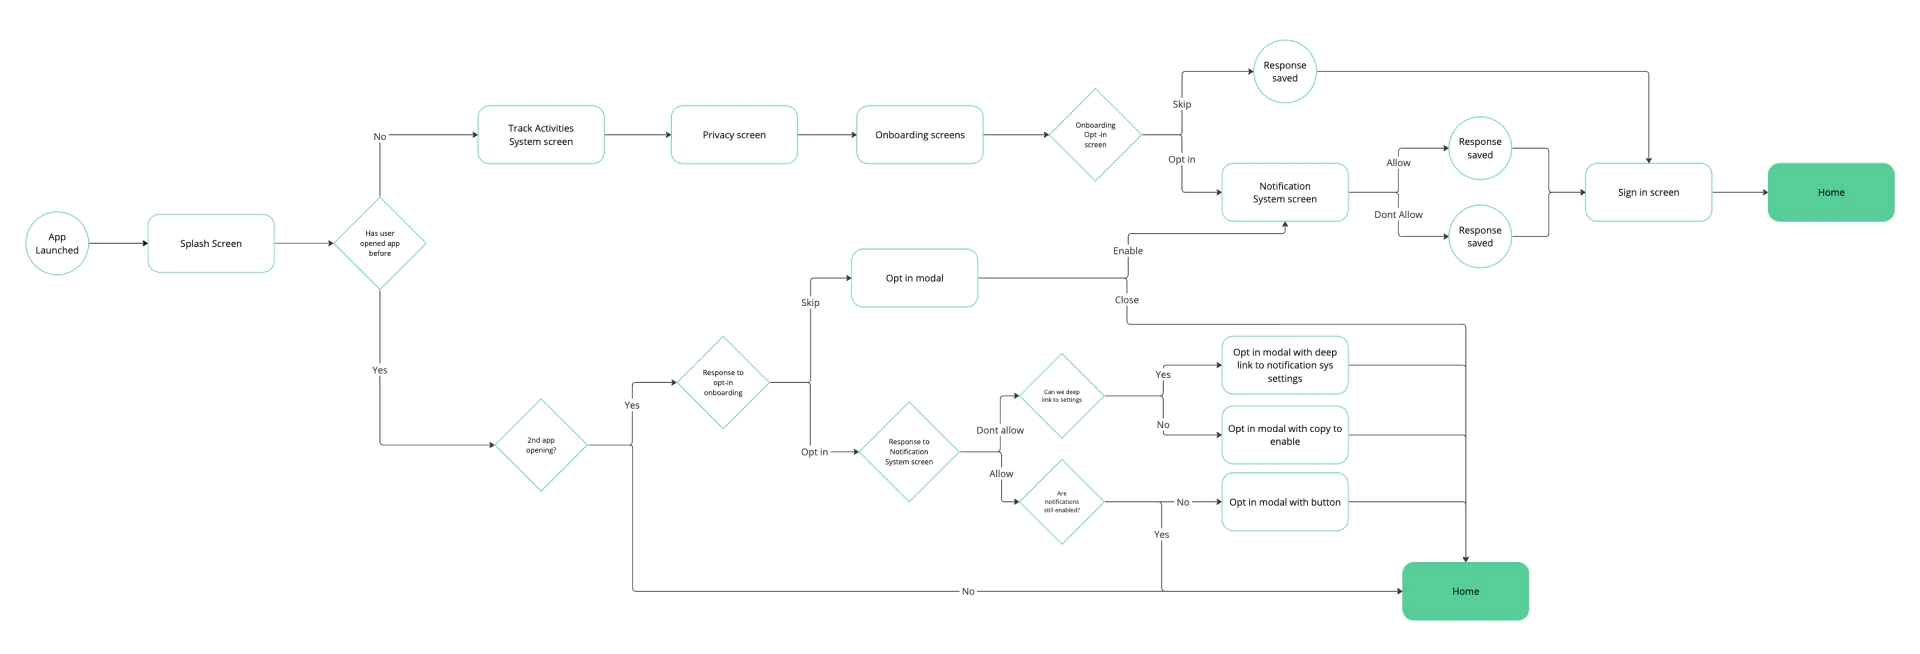 App
Launched
Splash Screen
Has user
opened app
before
No
Track Activities
System screen
Privacy screen
Onboarding screens
Onboarding
Opt -in
screen
Skip
Response
saved
Opt in
Notification
System screen
Allow
Response
saved
Dont Allow
Response
saved
Sign in screen
Home
Yes
2nd app
opening?
Yes
Response to
opt-in
onboarding
Skip
Opt in modal
Enable
Close
Opt in
Response to
Notification
System screen
Dont allow
Can we deep
link to settings
Yes
Opt in modal with deep
link to notification sys
settings
No
Opt in modal with copy to
enable
Allow
Are
notifications
still enabled?
No
Opt in modal with button
Yes
No
Home